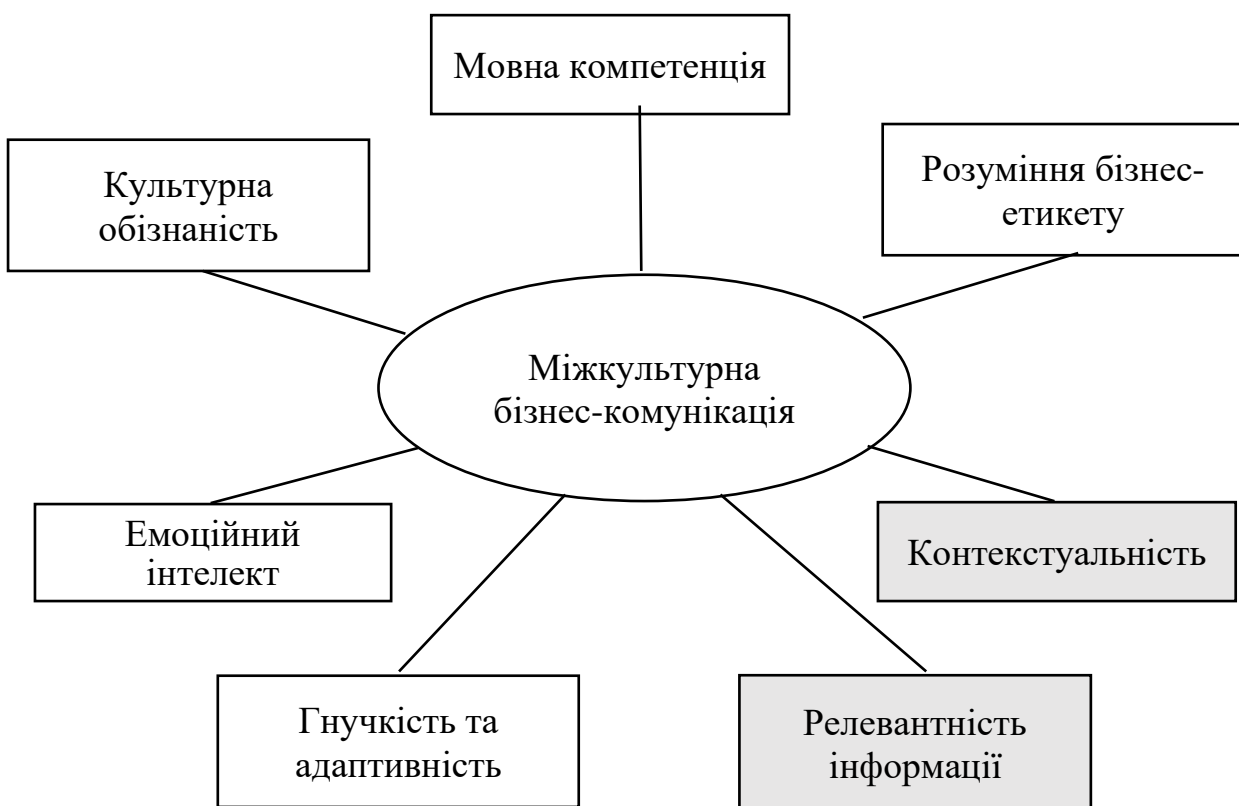 Мовна компетенція
Культурна
обізнаність
Розуміння бізнес-
етикету
Міжкультурна
бізнес-комунікація
Емоційний
інтелект
Контекстуальність
Гнучкість та
адаптивність
Релевантність
інформації